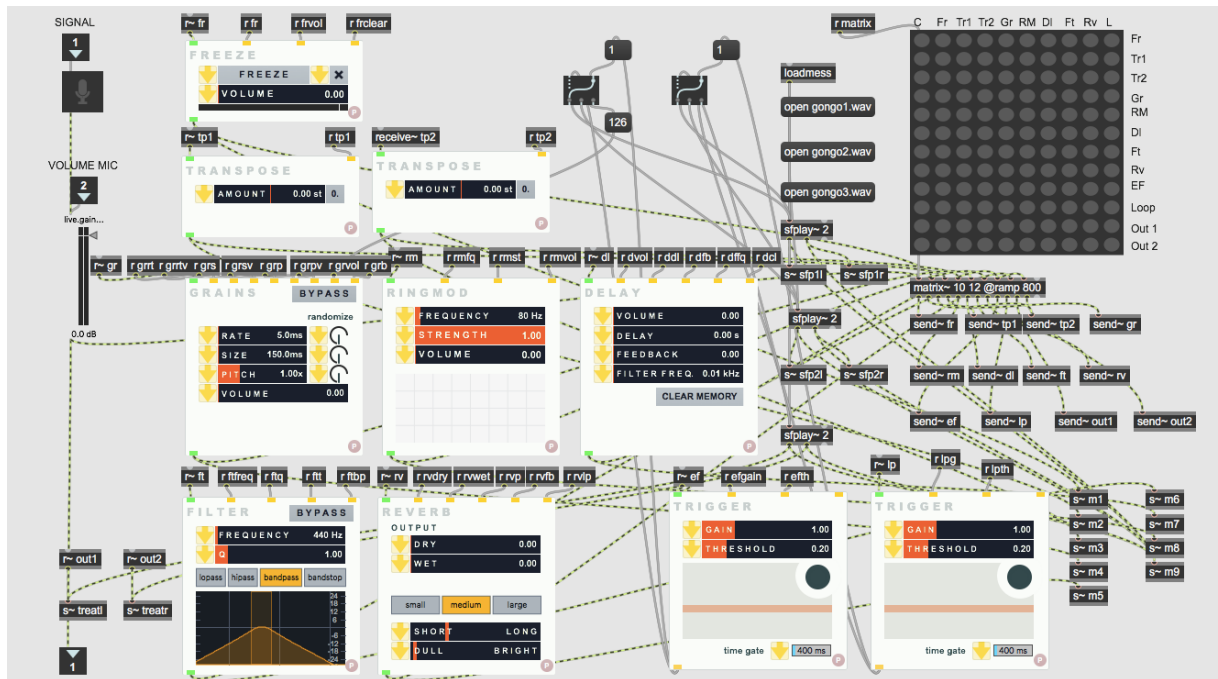 SIGNAL
1
VOLUME MIC
2
live.gain...
0.0 dB
r~ out1
r~ out2
s~ treatl
s~ treatr
1
r~ fr
r fr
r frvol
r frclear
FREEZE
FREEZE
VOLUME 0.00
P
r~ tp1
r tp1
TRANSPOSE
AMOUNT 0.00 st 0.
P
receive~ tp2
r tp2
TRANSPOSE
AMOUNT 0.00 st 0.
P
1
126
1
r~ gr
r grrt
r grrtv
r grs
r grsv
r grp
r grpv
r grvol
r grb
GRAINS
BYPASS
randomize
RATE 5.0ms
SIZE 150.0ms
PITCH 1.00x
VOLUME 0.00
P
r~ rm
r rmfq
r rmst
r rmvol
RINGMOD
FREQUENCY 80 Hz
STRENGTH 1.00
VOLUME 0.00
P
r~ dl
r dvol
r ddl
r dfb
r dffq
r dcl
DELAY
VOLUME 0.00
DELAY 0.00 s
FEEDBACK 0.00
FILTER FREQ. 0.01 kHz
CLEAR MEMORY
P
r~ ft
r ftfreq
r ftq
r ftt
r ftbp
FILTER
BYPASS
FREQUENCY 440 Hz
Q 1.00
lopass
hipass
bandpass
bandstop
24
18
12
6
-6
-12
-18
-24
P
r~ rv
r rvdry
r rvwet
r rvp
r rvfb
r rvlp
REVERB
OUTPUT
DRY 0.00
WET 0.00
small
medium
large
SHORT LONG
DULL BRIGHT
P
r~ ef
r efgain
r efth
TRIGGER
GAIN 1.00
THRESHOLD 0.20
time gate
400 ms
P
r~ lp
r lpg
r lpth
TRIGGER
GAIN 1.00
THRESHOLD 0.20
time gate
400 ms
P
loadmess
open gongo1.wav
open gongo2.wav
open gongo3.wav
sfplay~ 2
s~ sfp1l
s~ sfp1r
sfplay~ 2
s~ sfp2l
s~ sfp2r
sfplay~ 2
r matrix
C Fr Tr1 Tr2 Gr RM Dl Ft Rv L
Fr
Tr1
Tr2
Gr
RM
Dl
Ft
Rv
EF
Loop
Out 1
Out 2
matrix~ 10 12 @ramp 800
send~ fr
send~ tp1
send~ tp2
send~ gr
send~ rm
send~ dl
send~ ft
send~ rv
send~ ef
send~ lp
send~ out1
send~ out2
s~ m1
s~ m2
s~ m3
s~ m4
s~ m5
s~ m6
s~ m7
s~ m8
s~ m9